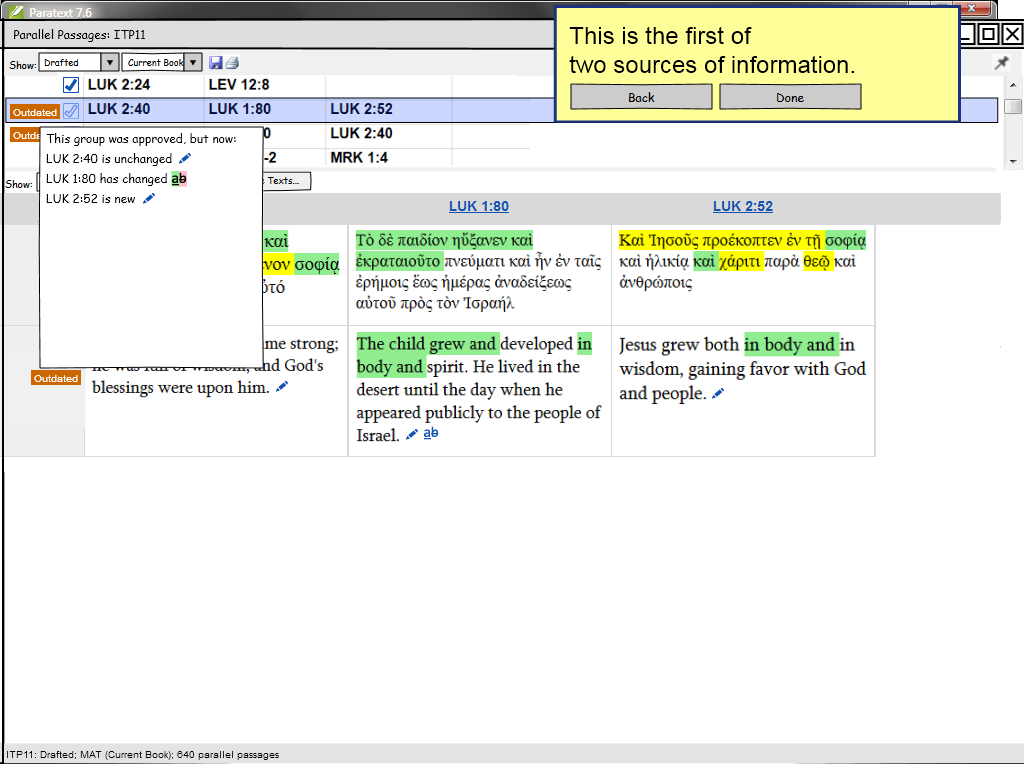 Paratext 7.6
This is the first of
two sources of information.
Back
Done
Parallel Passages: ITP11
Show: Drafted Current Book
LUK 2:24 LEV 12:8
Outdated LUK 2:40 LUK 1:80 LUK 2:52
Outda 0 LUK 2:40
-2 MRK 1:4
This group was approved, but now:
LUK 2:40 is unchanged
LUK 1:80 has changed ab
LUK 2:52 is new
Show: e Texts...
LUK 1:80 LUK 2:52
καὶ
νον σοφίᾳ
ὐτό
Τὸ δὲ παιδίον ηὔξανεν καὶ
ἐκραταιοῦτο πνεύματι καὶ ἦν ἐν ταῖς
ἐρήμοις ἕως ἡμέρας ἀναδείξεως
αὐτοῦ πρὸς τὸν Ἰσραήλ
Καὶ Ἰησοῦς προέκοπτεν ἐν τῇ σοφίᾳ
καὶ ἡλικίᾳ καὶ χάριτι παρὰ θεῷ καὶ
ἀνθρώποις
Outdated
me strong;
he was full of wisdom, and God's
blessings were upon him.
The child grew and developed in
body and spirit. He lived in the
desert until the day when he
appeared publicly to the people of
Israel. ab
Jesus grew both in body and in
wisdom, gaining favor with God
and people.
ITP11: Drafted; MAT (Current Book); 640 parallel passages